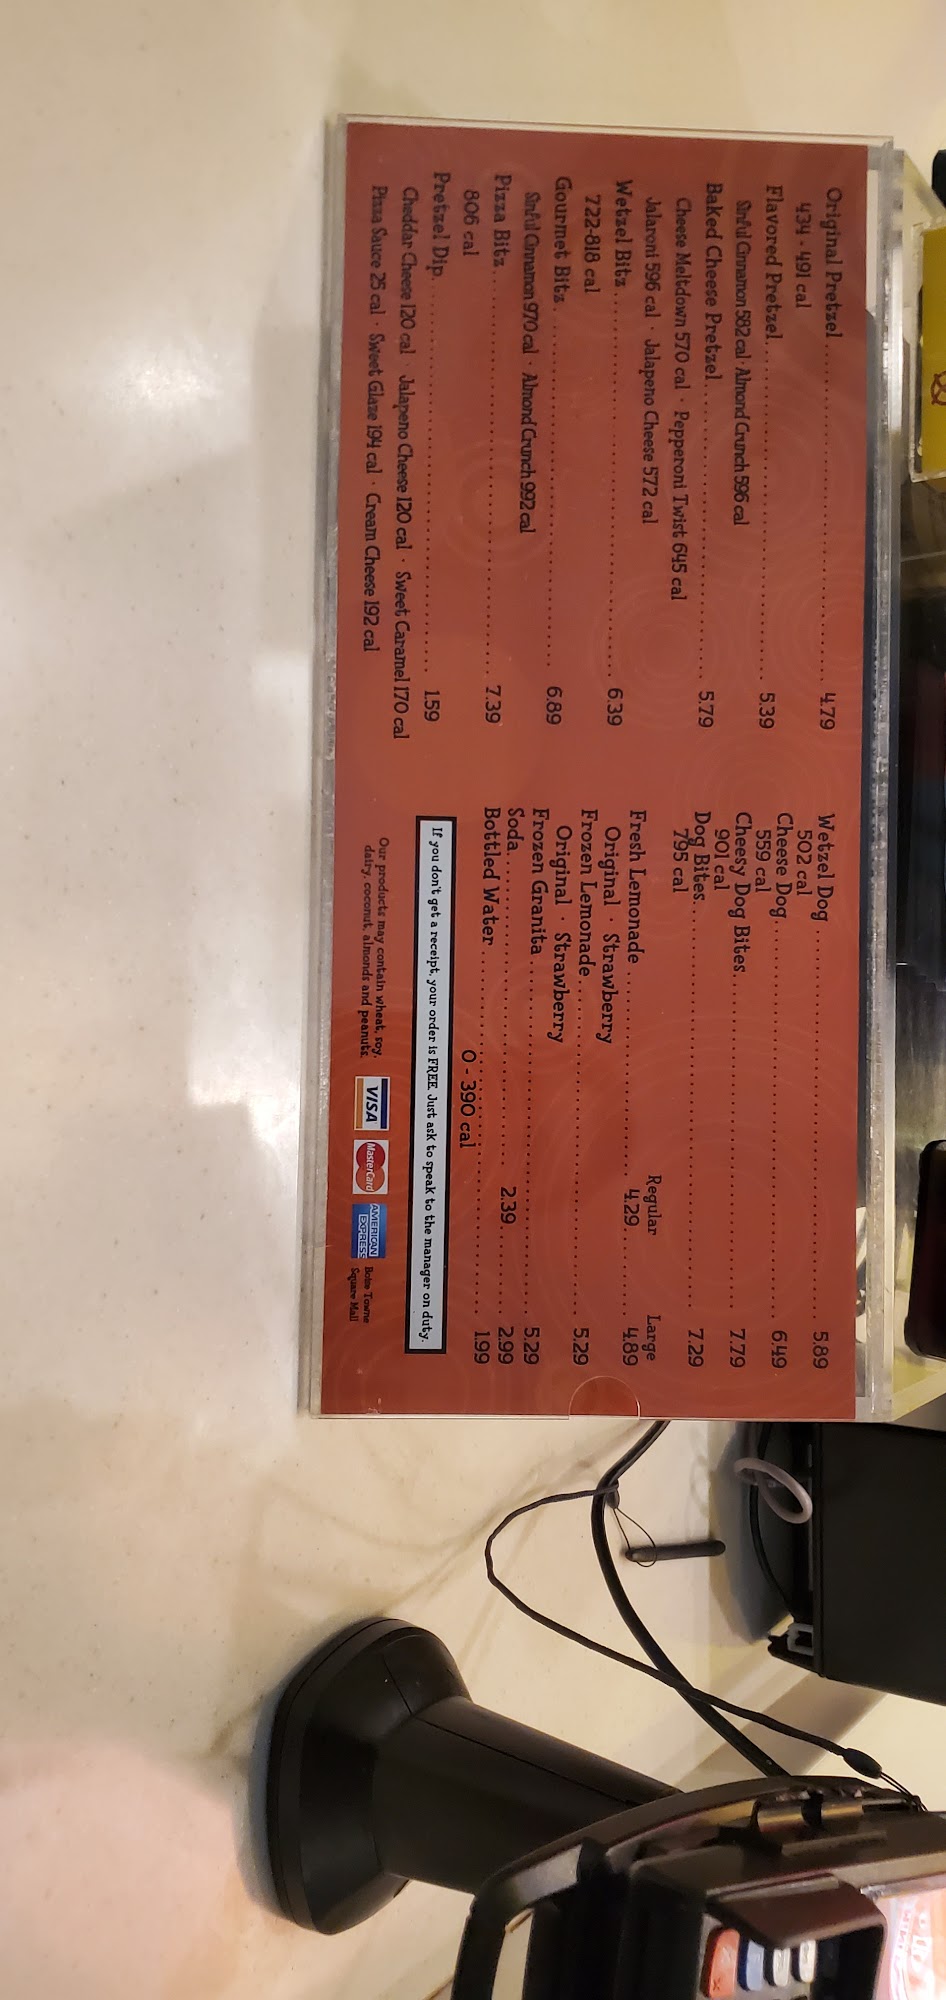 Original Pretzel 4.79
434 - 491 cal
Flavored Pretzel 5.39
Sinful Cinnamon 582 cal · Almond Crunch 596 cal
Baked Cheese Pretzel 5.79
Cheese Meltdown 570 cal · Pepperoni Twist 645 cal
Jalaroni 596 cal · Jalapeno Cheese 572 cal
Wetzel Bitz 6.39
722-818 cal
Gourmet Bitz 6.89
Sinful Cinnamon 970 cal · Almond Crunch 992 cal
Pizza Bitz 7.39
806 cal
Pretzel Dip 1.59
Cheddar Cheese 120 cal · Jalapeno Cheese 120 cal · Sweet Caramel 170 cal
Pizza Sauce 25 cal · Sweet Glaze 194 cal · Cream Cheese 192 cal
Wetzel Dog 5.89
502 cal
Cheese Dog 6.49
559 cal
Cheesy Dog Bites 7.79
901 cal
Dog Bites 7.29
795 cal
Regular Large
Fresh Lemonade 4.29 4.89
Original · Strawberry
Frozen Lemonade 5.29
Original · Strawberry
Frozen Granita 5.29
Soda 2.39 2.99
Bottled Water 1.99
0 - 390 cal
If you don't get a receipt, your order is FREE. Just ask to speak to the manager on duty.
Our products may contain wheat, soy,
dairy, coconut, almonds and peanuts.
VISA
MasterCard
AMERICAN
EXPRESS
Boise Towne
Square Mall